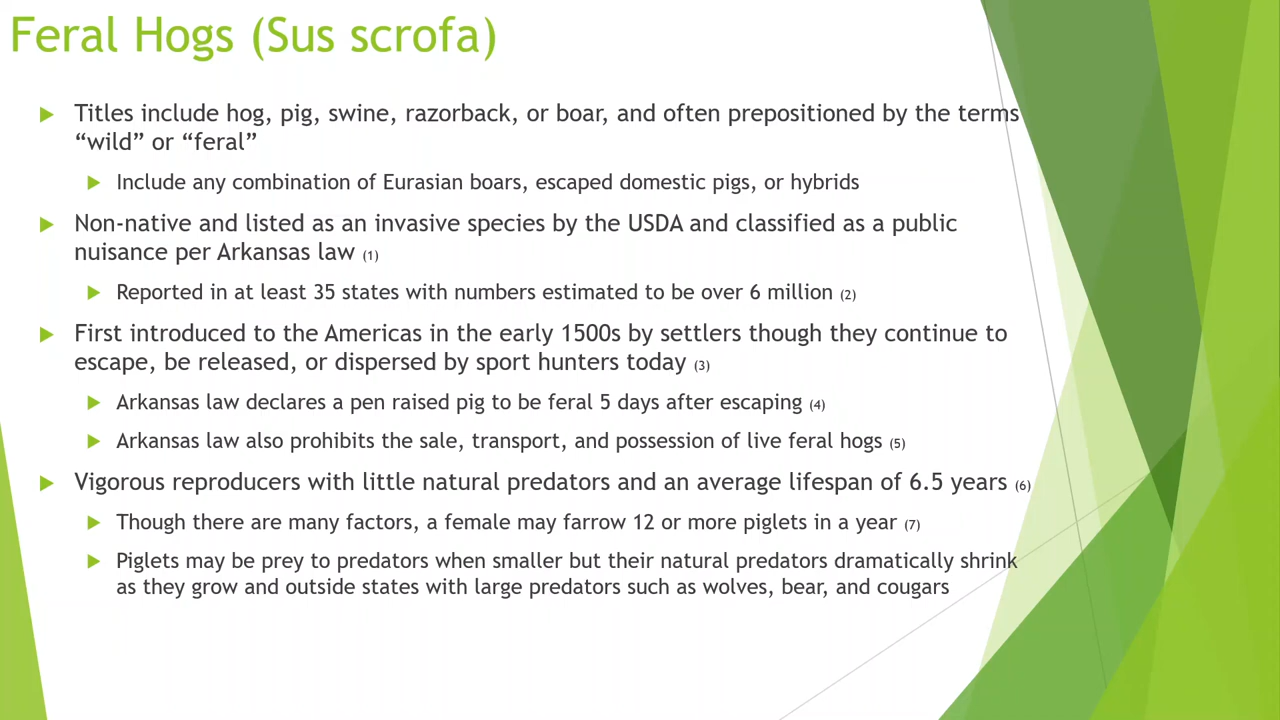 Feral Hogs (Sus scrofa)
Titles include hog, pig, swine, razorback, or boar, and often prepositioned by the terms
“wild” or “feral”
Include any combination of Eurasian boars, escaped domestic pigs, or hybrids
Non-native and listed as an invasive species by the USDA and classified as a public
nuisance per Arkansas law (1)
Reported in at least 35 states with numbers estimated to be over 6 million (2)
First introduced to the Americas in the early 1500s by settlers though they continue to
escape, be released, or dispersed by sport hunters today (3)
Arkansas law declares a pen raised pig to be feral 5 days after escaping (4)
Arkansas law also prohibits the sale, transport, and possession of live feral hogs (5)
Vigorous reproducers with little natural predators and an average lifespan of 6.5 years (6)
Though there are many factors, a female may farrow 12 or more piglets in a year (7)
Piglets may be prey to predators when smaller but their natural predators dramatically shrink
as they grow and outside states with large predators such as wolves, bear, and cougars